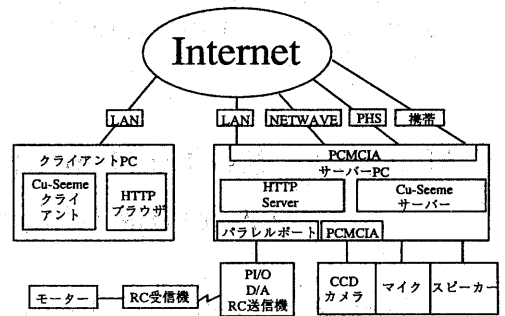 Internet
LAN
LAN
NETWAVE
PHS
携帯
クライアントPC
Cu-Seeme
クライ
アント
HTTP
ブラウザ
PCMCIA
サーバーPC
HTTP
Server
Cu-Seeme
サーバー
パラレルポート
PCMCIA
モーター
RC受信機
PI/O
D/A
RC送信機
CCD
カメラ
マイク
スピーカー